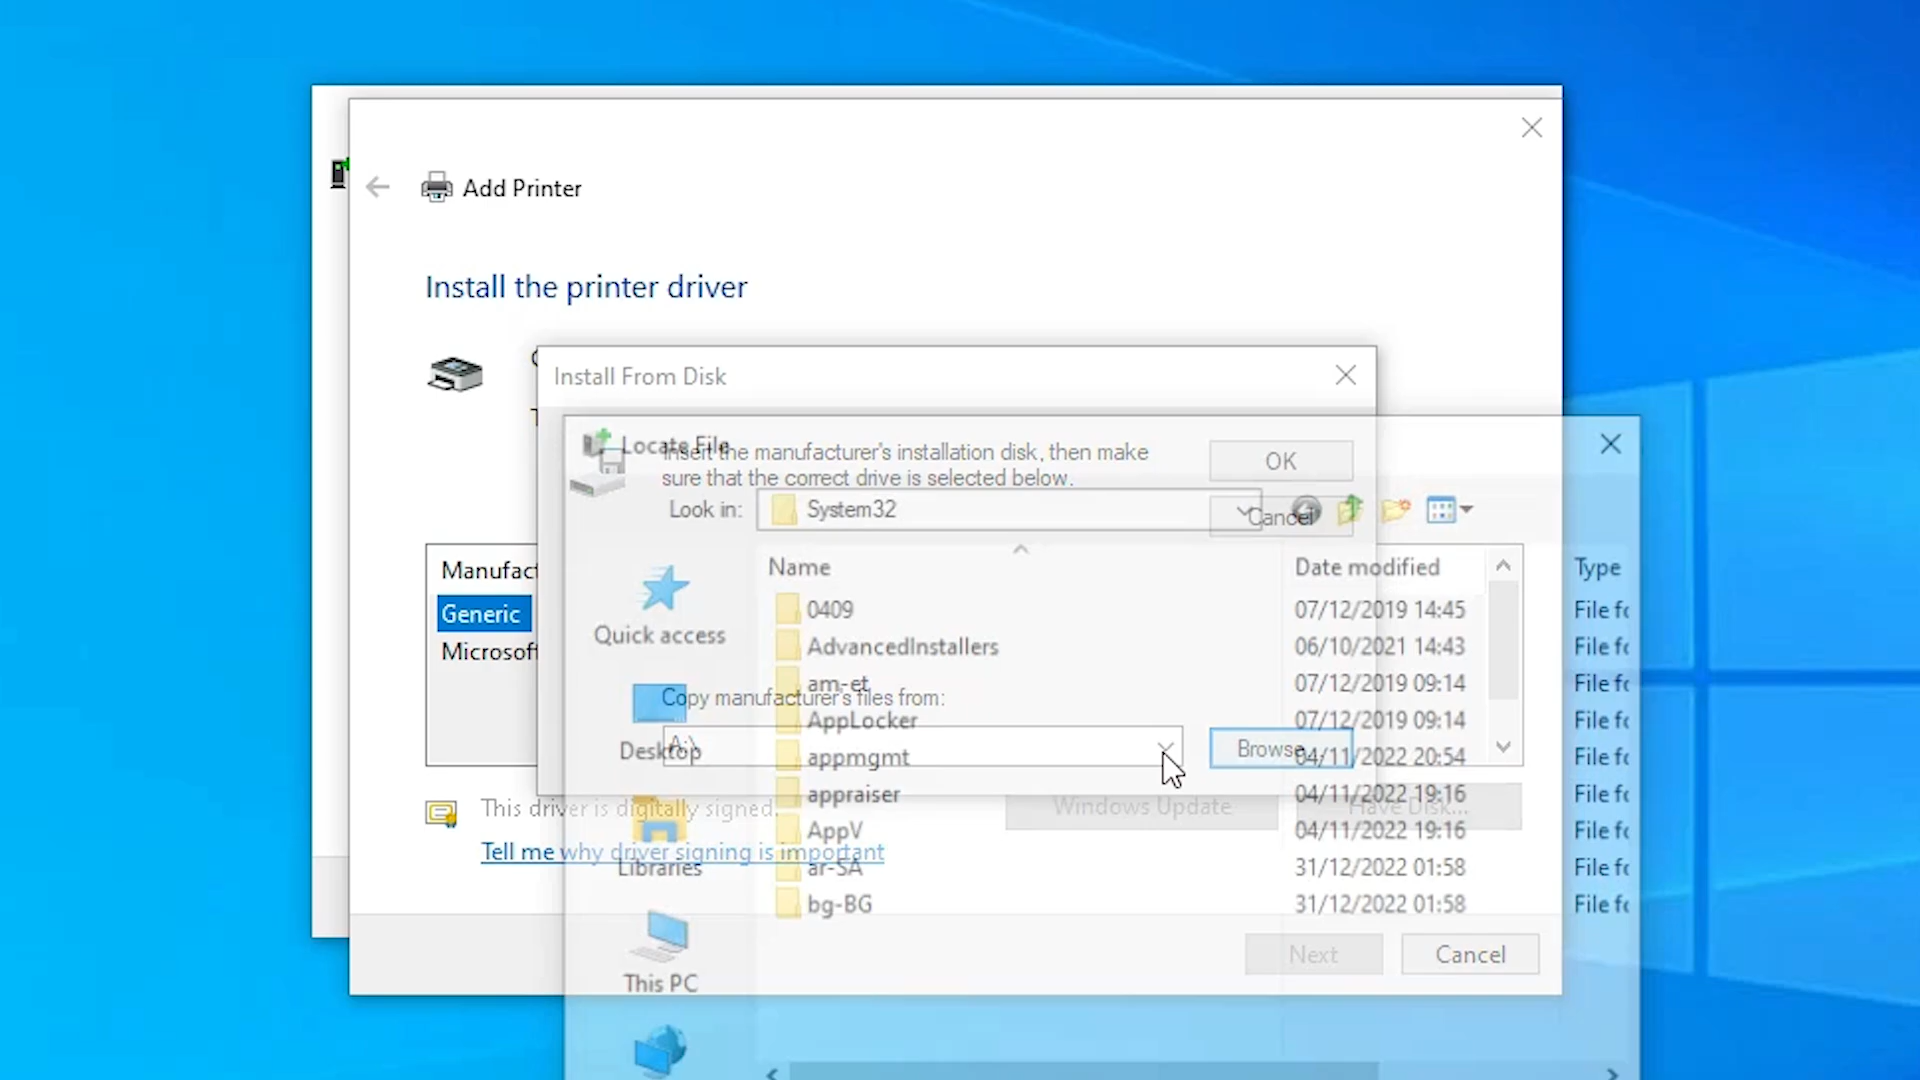 Add Printer
Install the printer driver
Install From Disk
Locate File
Insert the manufacturer's installation disk, then make
sure that the correct drive is selected below.
OK
Cancel
Look in:
System32
Manufact
Generic
Microsoft
Quick access
Desktop
Libraries
This PC
Name
Date modified
Type
0409
07/12/2019 14:45
File fo
AdvancedInstallers
06/10/2021 14:43
File fo
am-et
07/12/2019 09:14
File fo
Copy manufacturer's files from:
AppLocker
07/12/2019 09:14
File fo
A:\
Browse
appmgmt
04/11/2022 20:54
File fo
appraiser
04/11/2022 19:16
File fo
This driver is digitally signed.
Windows Update
Have Disk...
AppV
04/11/2022 19:16
File fo
Tell me why driver signing is important
ar-SA
31/12/2022 01:58
File fo
bg-BG
31/12/2022 01:58
File fo
Next
Cancel